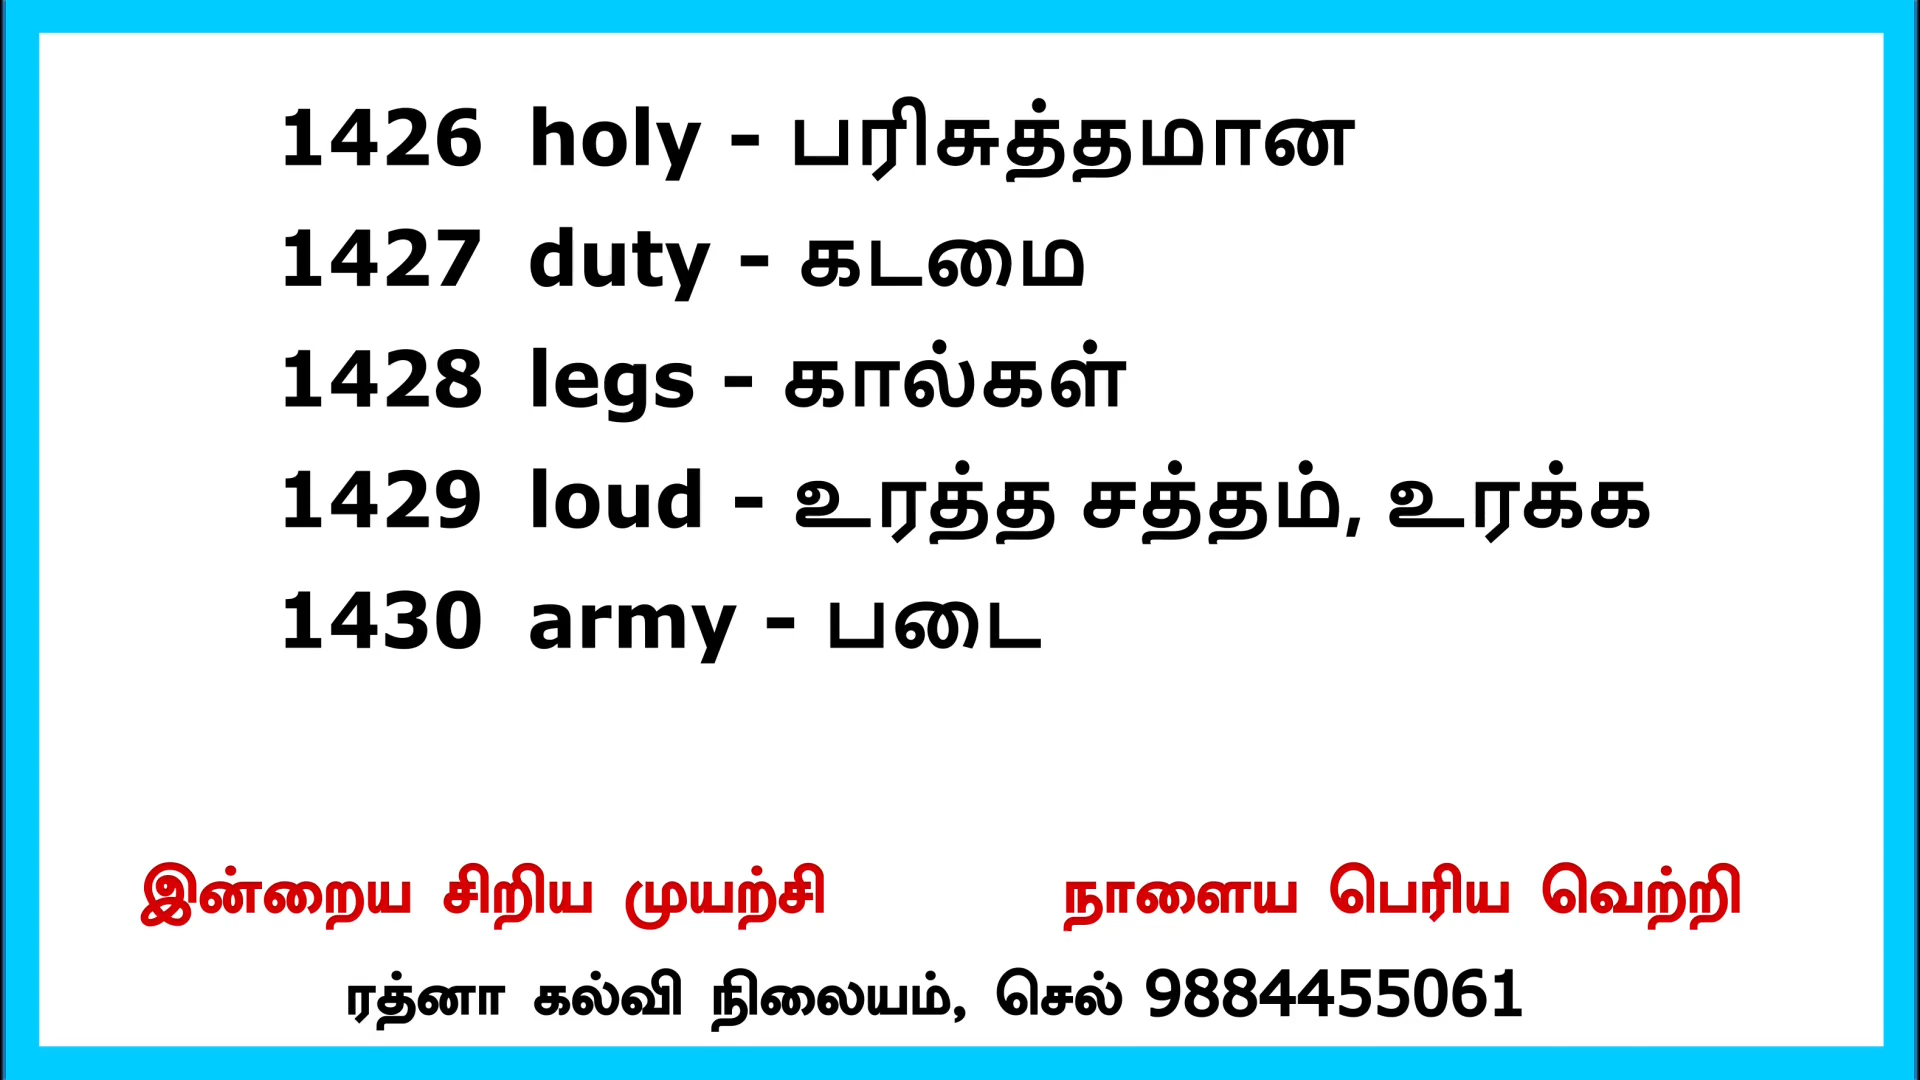 1426 holy - பரிசுத்தமான
1427 duty - கடமை
1428 legs - கால்கள்
1429 loud - உரத்த சத்தம், உரக்க
1430 army - படை
இன்றைய சிறிய முயற்சி நாளைய பெரிய வெற்றி
ரத்னா கல்வி நிலையம், செல் 9884455061